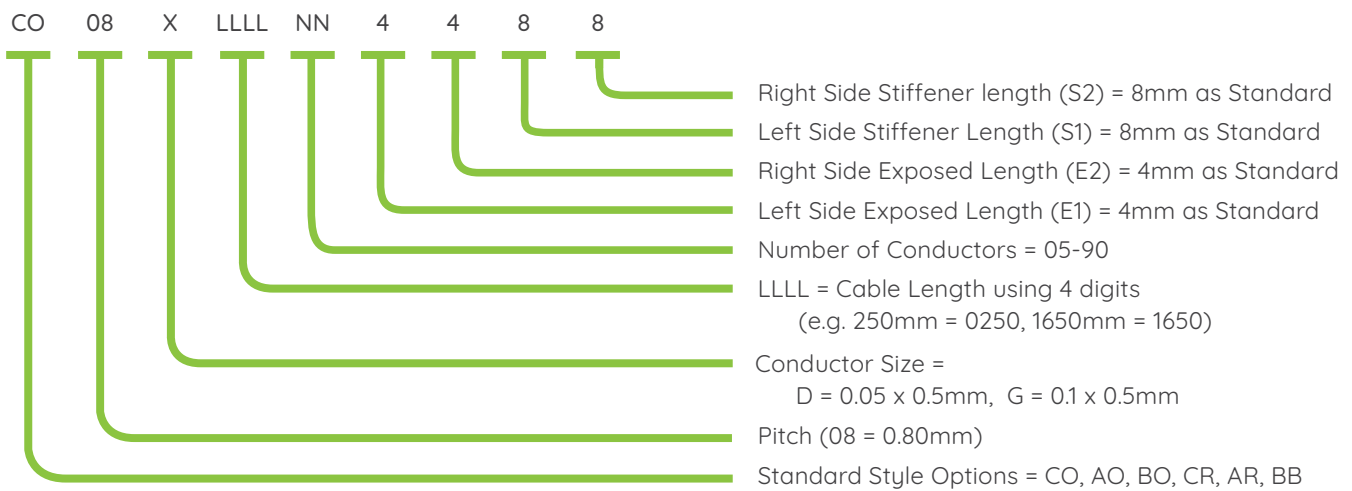 CO 08 X LLLL NN 4 4 8 8
Right Side Stiffener length (S2) = 8mm as Standard
Left Side Stiffener Length (S1) = 8mm as Standard
Right Side Exposed Length (E2) = 4mm as Standard
Left Side Exposed Length (E1) = 4mm as Standard
Number of Conductors = 05-90
LLLL = Cable Length using 4 digits
(e.g. 250mm = 0250, 1650mm = 1650)
Conductor Size =
D = 0.05 x 0.5mm, G = 0.1 x 0.5mm
Pitch (08 = 0.80mm)
Standard Style Options = CO, AO, BO, CR, AR, BB